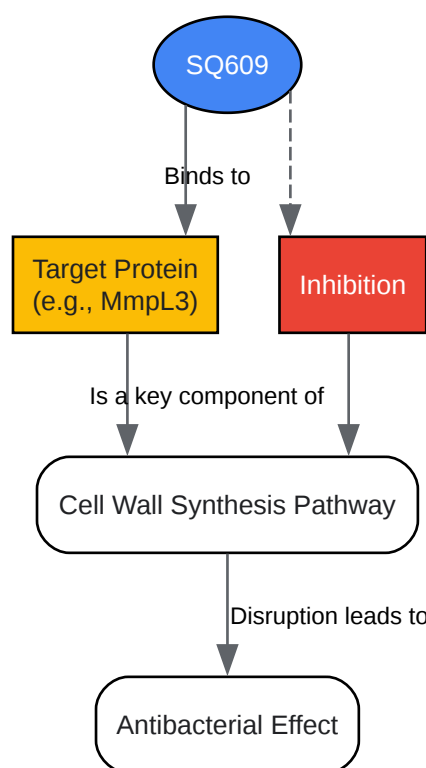 SQ609
Binds to
Target Protein
(e.g., MmpL3)
Inhibition
Is a key component of
Cell Wall Synthesis Pathway
Disruption leads to
Antibacterial Effect